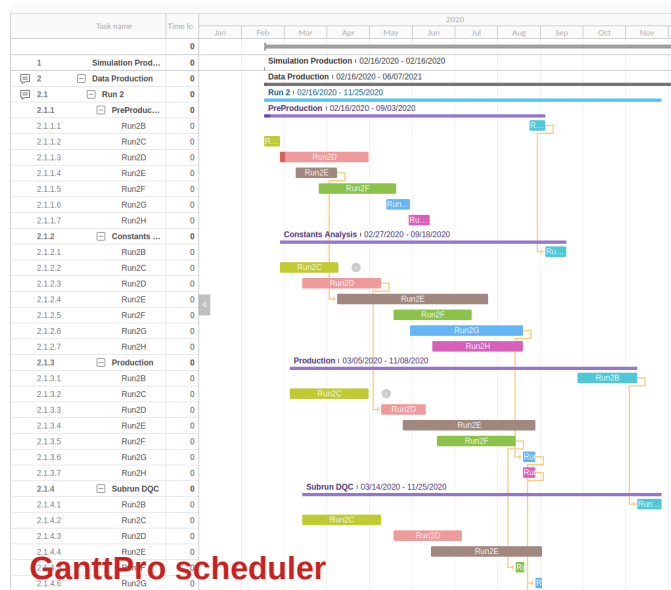 Task name Time lo 2020
Jan Feb Mar Apr May Jun Jul Aug Sep Oct Nov
0
1 Simulation Prod... 0 Simulation Production 02/16/2020 - 02/16/2020
2 Data Production 0 Data Production 02/16/2020 - 06/07/2021
2.1 Run 2 0 Run 2 02/16/2020 - 11/25/2020
2.1.1 PreProduc... 0 PreProduction 02/16/2020 - 09/03/2020
2.1.1.1 Run2B 0 R...
2.1.1.2 Run2C 0 R...
2.1.1.3 Run2D 0 Run2D
2.1.1.4 Run2E 0 Run2E
2.1.1.5 Run2F 0 Run2F
2.1.1.6 Run2G 0 Run...
2.1.1.7 Run2H 0 Ru...
2.1.2 Constants ... 0 Constants Analysis 02/27/2020 - 09/18/2020
2.1.2.1 Run2B 0 Ru...
2.1.2.2 Run2C 0 Run2C
2.1.2.3 Run2D 0 Run2D
2.1.2.4 Run2E 0 Run2E
2.1.2.5 Run2F 0 Run2F
2.1.2.6 Run2G 0 Run2G
2.1.2.7 Run2H 0 Run2H
2.1.3 Production 0 Production 03/05/2020 - 11/08/2020
2.1.3.1 Run2B 0 Run2B
2.1.3.2 Run2C 0 Run2C
2.1.3.3 Run2D 0 Run2D
2.1.3.4 Run2E 0 Run2E
2.1.3.5 Run2F 0 Run2F
2.1.3.6 Run2G 0 Ru
2.1.3.7 Run2H 0 Ru
2.1.4 Subrun DQC 0 Subrun DQC 03/14/2020 - 11/25/2020
2.1.4.1 Run2B 0 Run...
2.1.4.2 Run2C 0 Run2C
2.1.4.3 Run2D 0 Run2D
2.1.4.4 Run2E 0 Run2E
GanttPro scheduler
2.1.4.6 Run2G 0 R